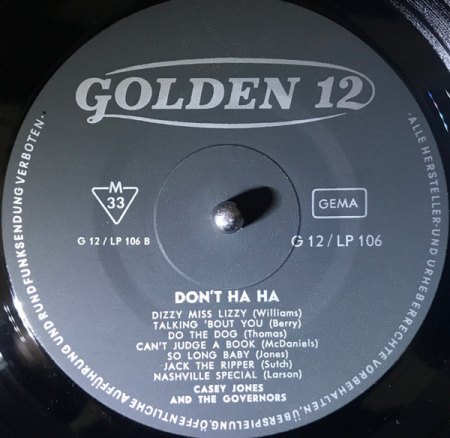 GOLDEN 12
M
33
GEMA
G 12 / LP 106 B
G 12 / LP 106
DON'T HA HA
DIZZY MISS LIZZY (Williams)
TALKING 'BOUT YOU (Berry)
DO THE DOG (Thomas)
CAN'T JUDGE A BOOK (McDaniels)
SO LONG BABY (Jones)
JACK THE RIPPER (Sutch)
NASHVILLE SPECIAL (Larson)
CASEY JONES
AND THE GOVERNORS
·ALLE HERSTELLER-UND URHEBERRECHTE VORBEHALTEN, ÜBERSPIELUNG, ÖFFENTLICHE AUFFÜHRUNG UND RUNDFUNKSENDUNG VERBOTEN·